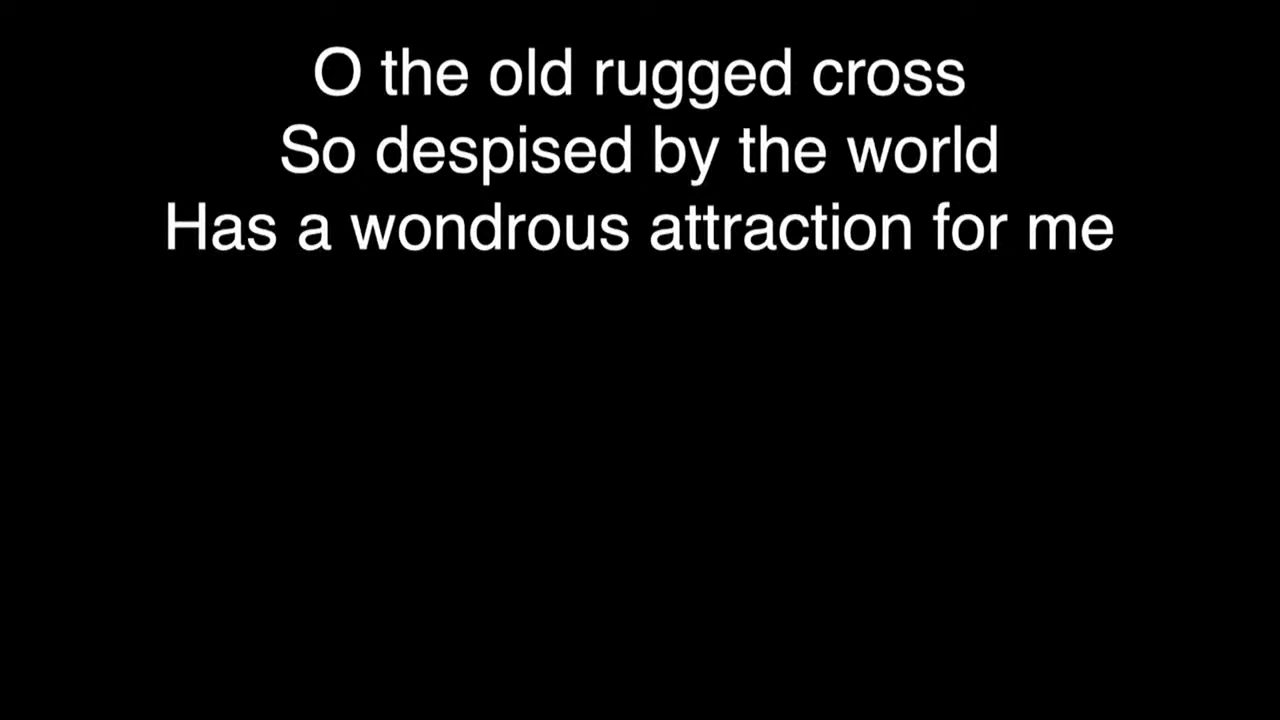 O the old rugged cross
So despised by the world
Has a wondrous attraction for me